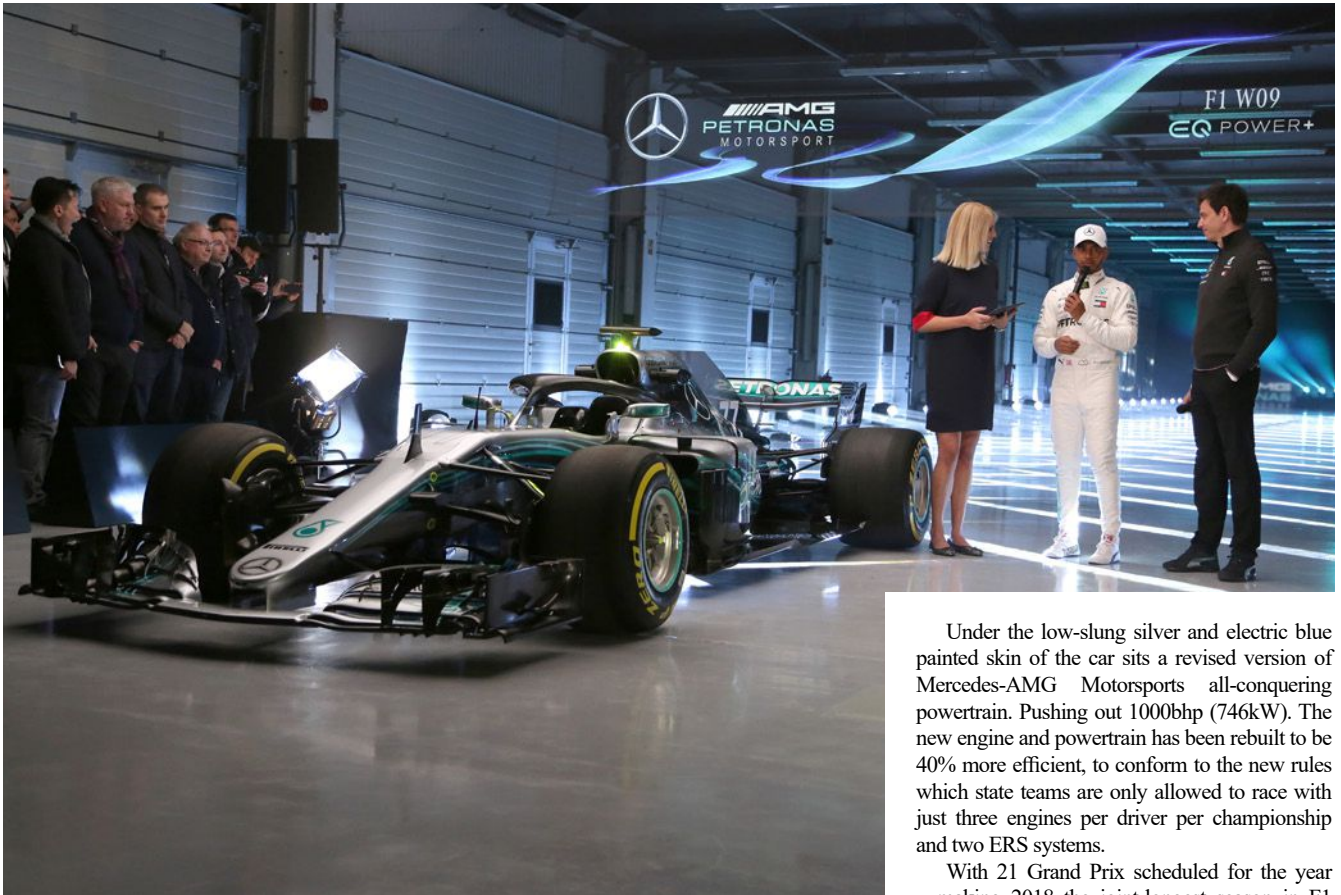 AMG
PETRONAS
MOTORSPORT
F1 W09
EQ POWER+
PETRONAS
77
PIRELLI
P ZERO
Under the low-slung silver and electric blue
painted skin of the car sits a revised version of
Mercedes-AMG Motorsports all-conquering
powertrain. Pushing out 1000bhp (746kW). The
new engine and powertrain has been rebuilt to be
40% more efficient, to conform to the new rules
which state teams are only allowed to race with
just three engines per driver per championship
and two ERS systems.
With 21 Grand Prix scheduled for the year